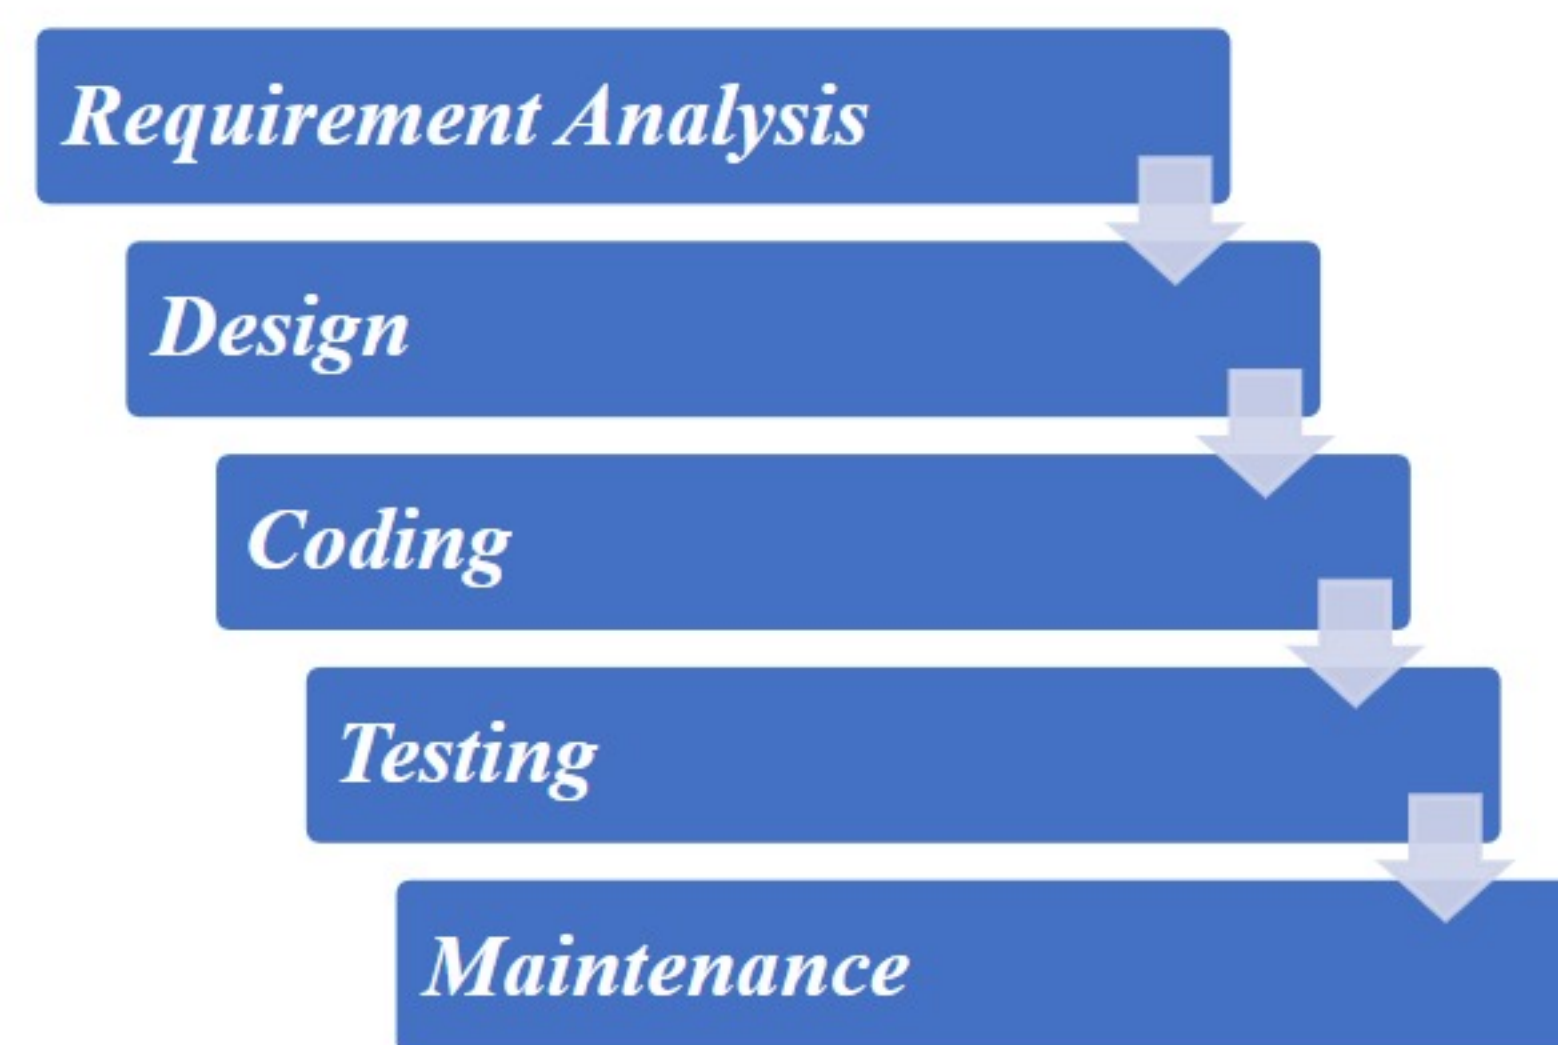 Requirement Analysis
Design
Coding
Testing
Maintenance